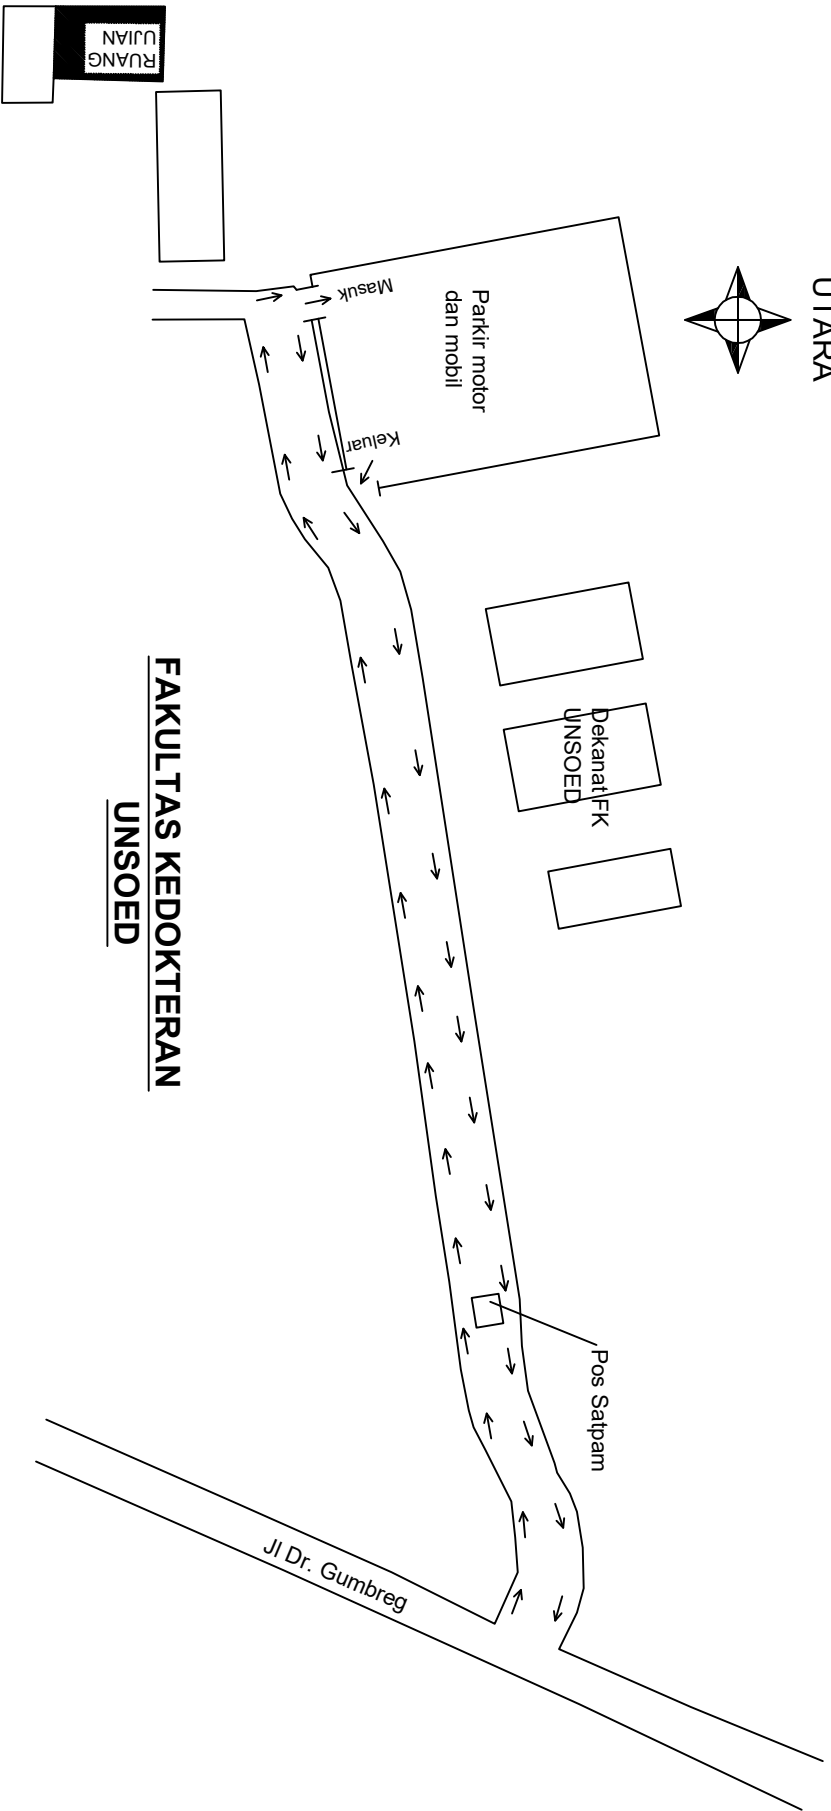 UTARA
RUANG
UJIAN
Masuk
Parkir motor
dan mobil
Keluar
Dekanat FK
UNSOED
FAKULTAS KEDOKTERAN
UNSOED
Pos Satpam
Jl Dr. Gumbreg